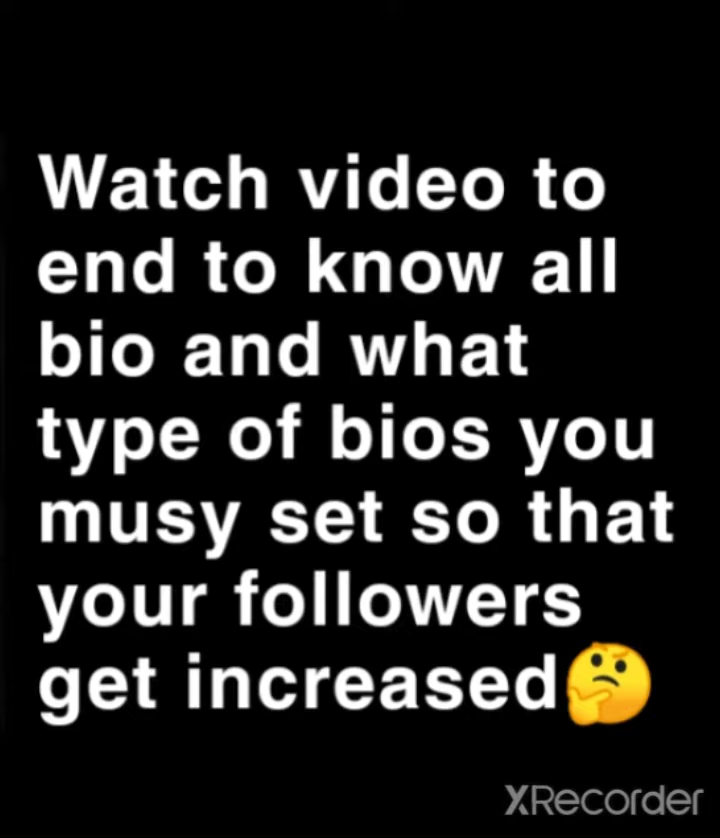 Watch video to
end to know all
bio and what
type of bios you
musy set so that
your followers
get increased🤔
XRecorder